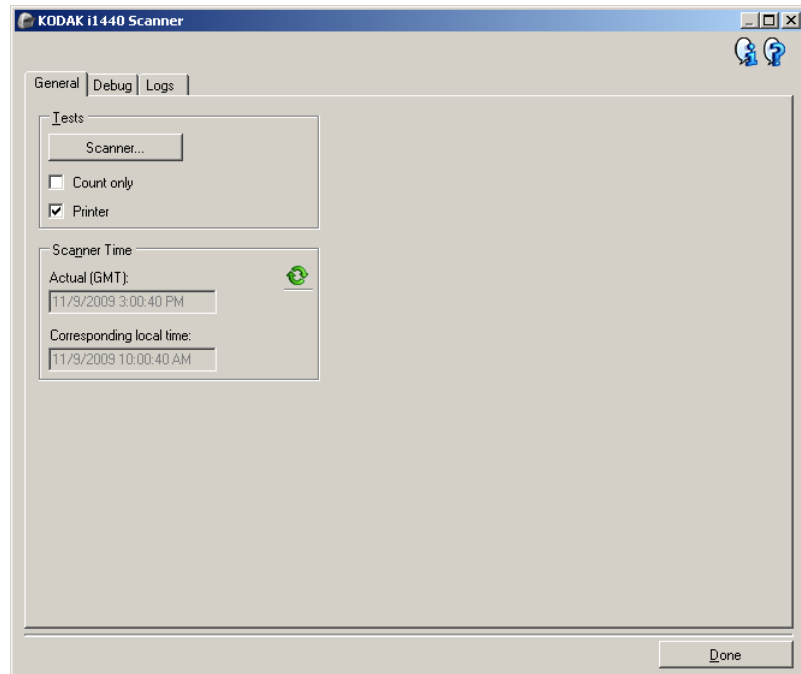 KODAK i1440 Scanner
General Debug Logs
Tests
Scanner...
Count only
Printer
Scanner Time
Actual (GMT):
11/9/2009 3:00:40 PM
Corresponding local time:
11/9/2009 10:00:40 AM
Done